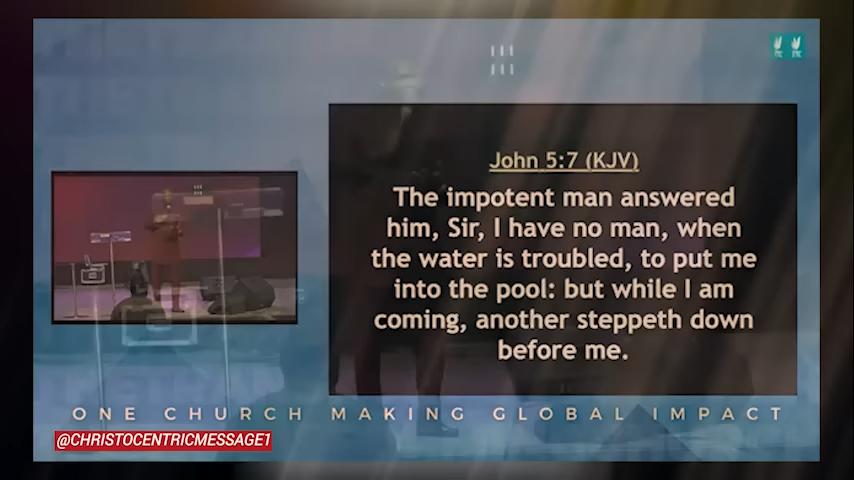 John 5:7 (KJV)
The impotent man answered
him, Sir, I have no man, when
the water is troubled, to put me
into the pool: but while I am
coming, another steppeth down
before me.
ONE CHURCH MAKING GLOBAL IMPACT
@CHRISTOCENTRICMESSAGE1